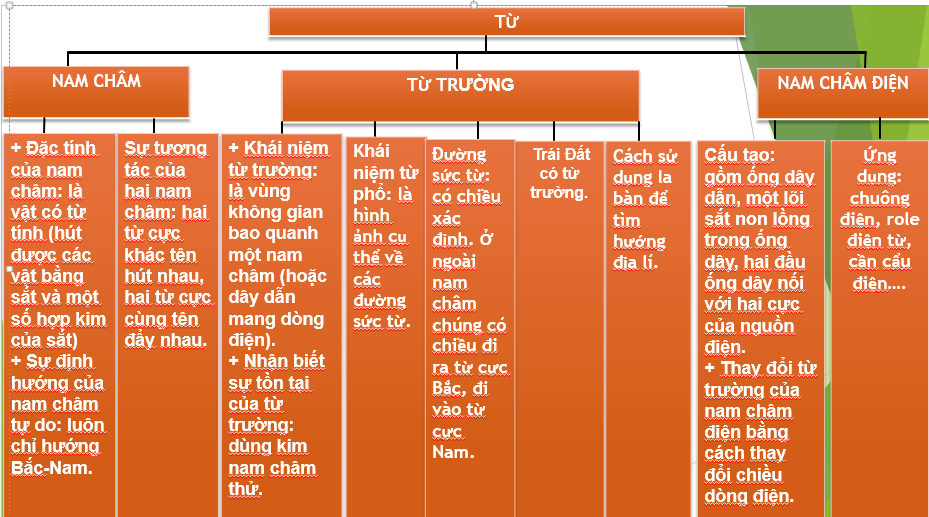 TỪ
NAM CHÂM
TỪ TRƯỜNG
NAM CHÂM ĐIỆN
+ Đặc tính
của nam
châm: là
vật có từ
tính (hút
được các
vật bằng
sắt và một
số hợp kim
của sắt)
+ Sự định
hướng của
nam châm
tự do: luôn
chỉ hướng
Bắc-Nam.
Sự tương
tác của
hai nam
châm: hai
từ cực
khác tên
hút nhau,
hai từ cực
cùng tên
đẩy nhau.
+ Khái niệm
từ trường:
là vùng
không gian
bao quanh
một nam
châm (hoặc
dây dẫn
mang dòng
điện).
+ Nhận biết
sự tồn tại
của từ
trường:
dùng kim
nam châm
thử.
Khái
niệm từ
phổ: là
hình
ảnh cụ
thể về
các
đường
sức từ.
Đường
sức từ:
có chiều
xác
định. Ở
ngoài
nam
châm
chúng có
chiều đi
ra từ cực
Bắc, đi
vào từ
cực
Nam.
Trái Đất
có từ
trường.
Cách sử
dụng la
bàn để
tìm
hướng
địa lí.
Cấu tạo:
gồm ống dây
dẫn, một lõi
sắt non lồng
trong ống
dây, hai đầu
ống dây nối
với hai cực
của nguồn
điện.
+ Thay đổi từ
trường của
nam châm
điện bằng
cách thay
đổi chiều
dòng điện.
Ứng
dụng:
chuông
điện, role
điện từ,
cần cẩu
điện....